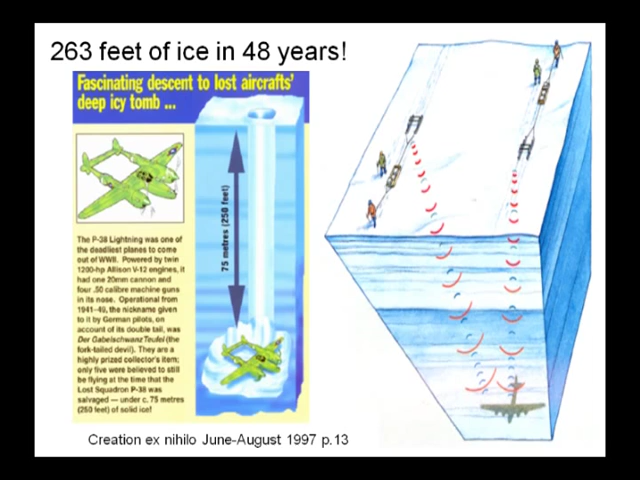 263 feet of ice in 48 years!
Fascinating descent to lost aircrafts'
deep icy tomb ...
75 metres (250 feet)
The P-38 Lightning was one of
the deadliest planes to come
out of WWII. Powered by twin
1200-hp Allison V-12 engines, it
had one 20mm cannon and
four .50 calibre machine guns
in its nose. Operational from
1941–49, the nickname given
to it by German pilots, on
account of its double tail, was
Der Gabelschwanz Teufel (the
fork-tailed devil). They are a
highly prized collector's item;
only five were believed to still
be flying at the time that the
Lost Squadron P-38 was
salvaged — under c. 75 metres
(250 feet) of solid ice!
Creation ex nihilo June-August 1997 p.13